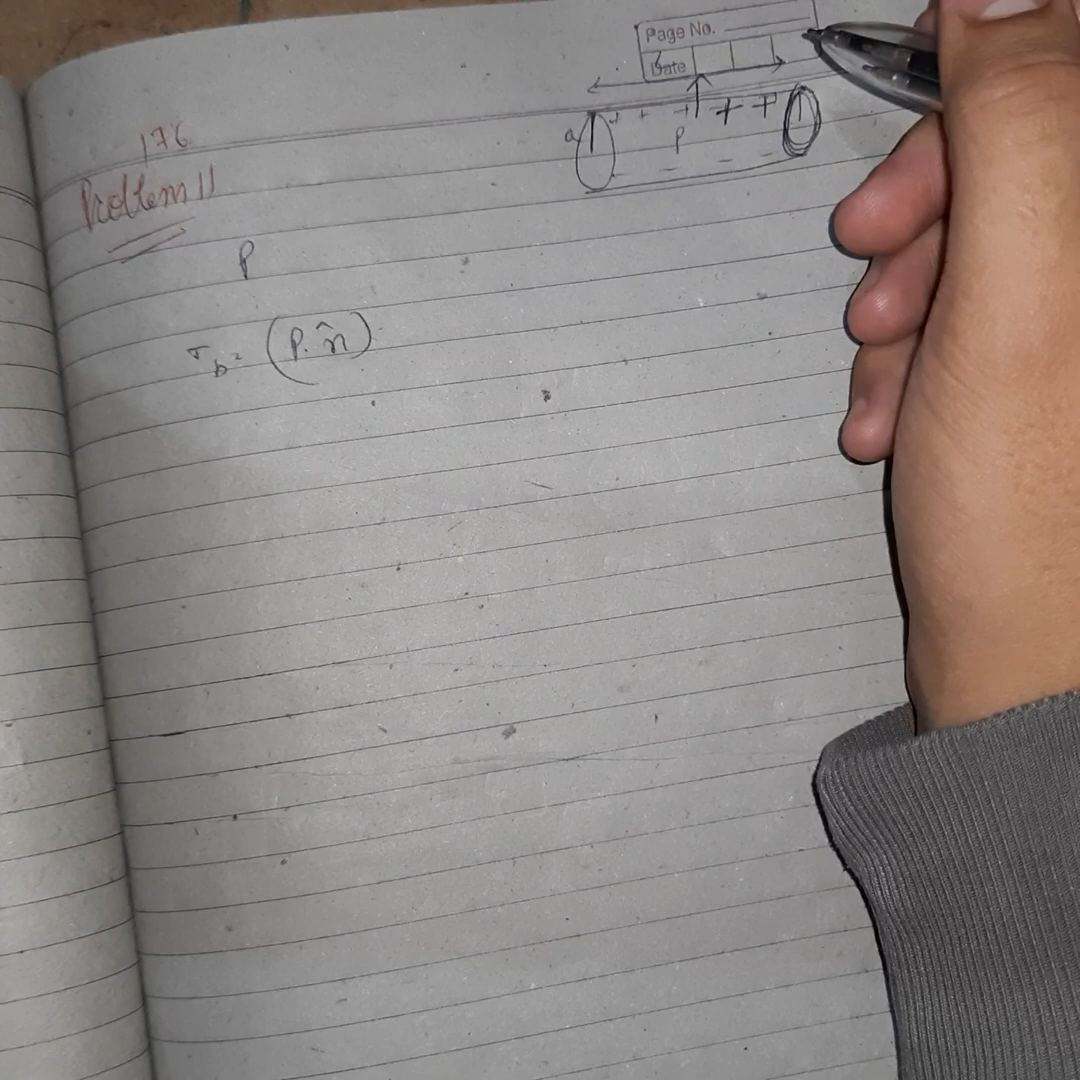 Page No.
Date
a + + + + +
P
- - -
176
Problem 11
P
σb = (P. n̂)